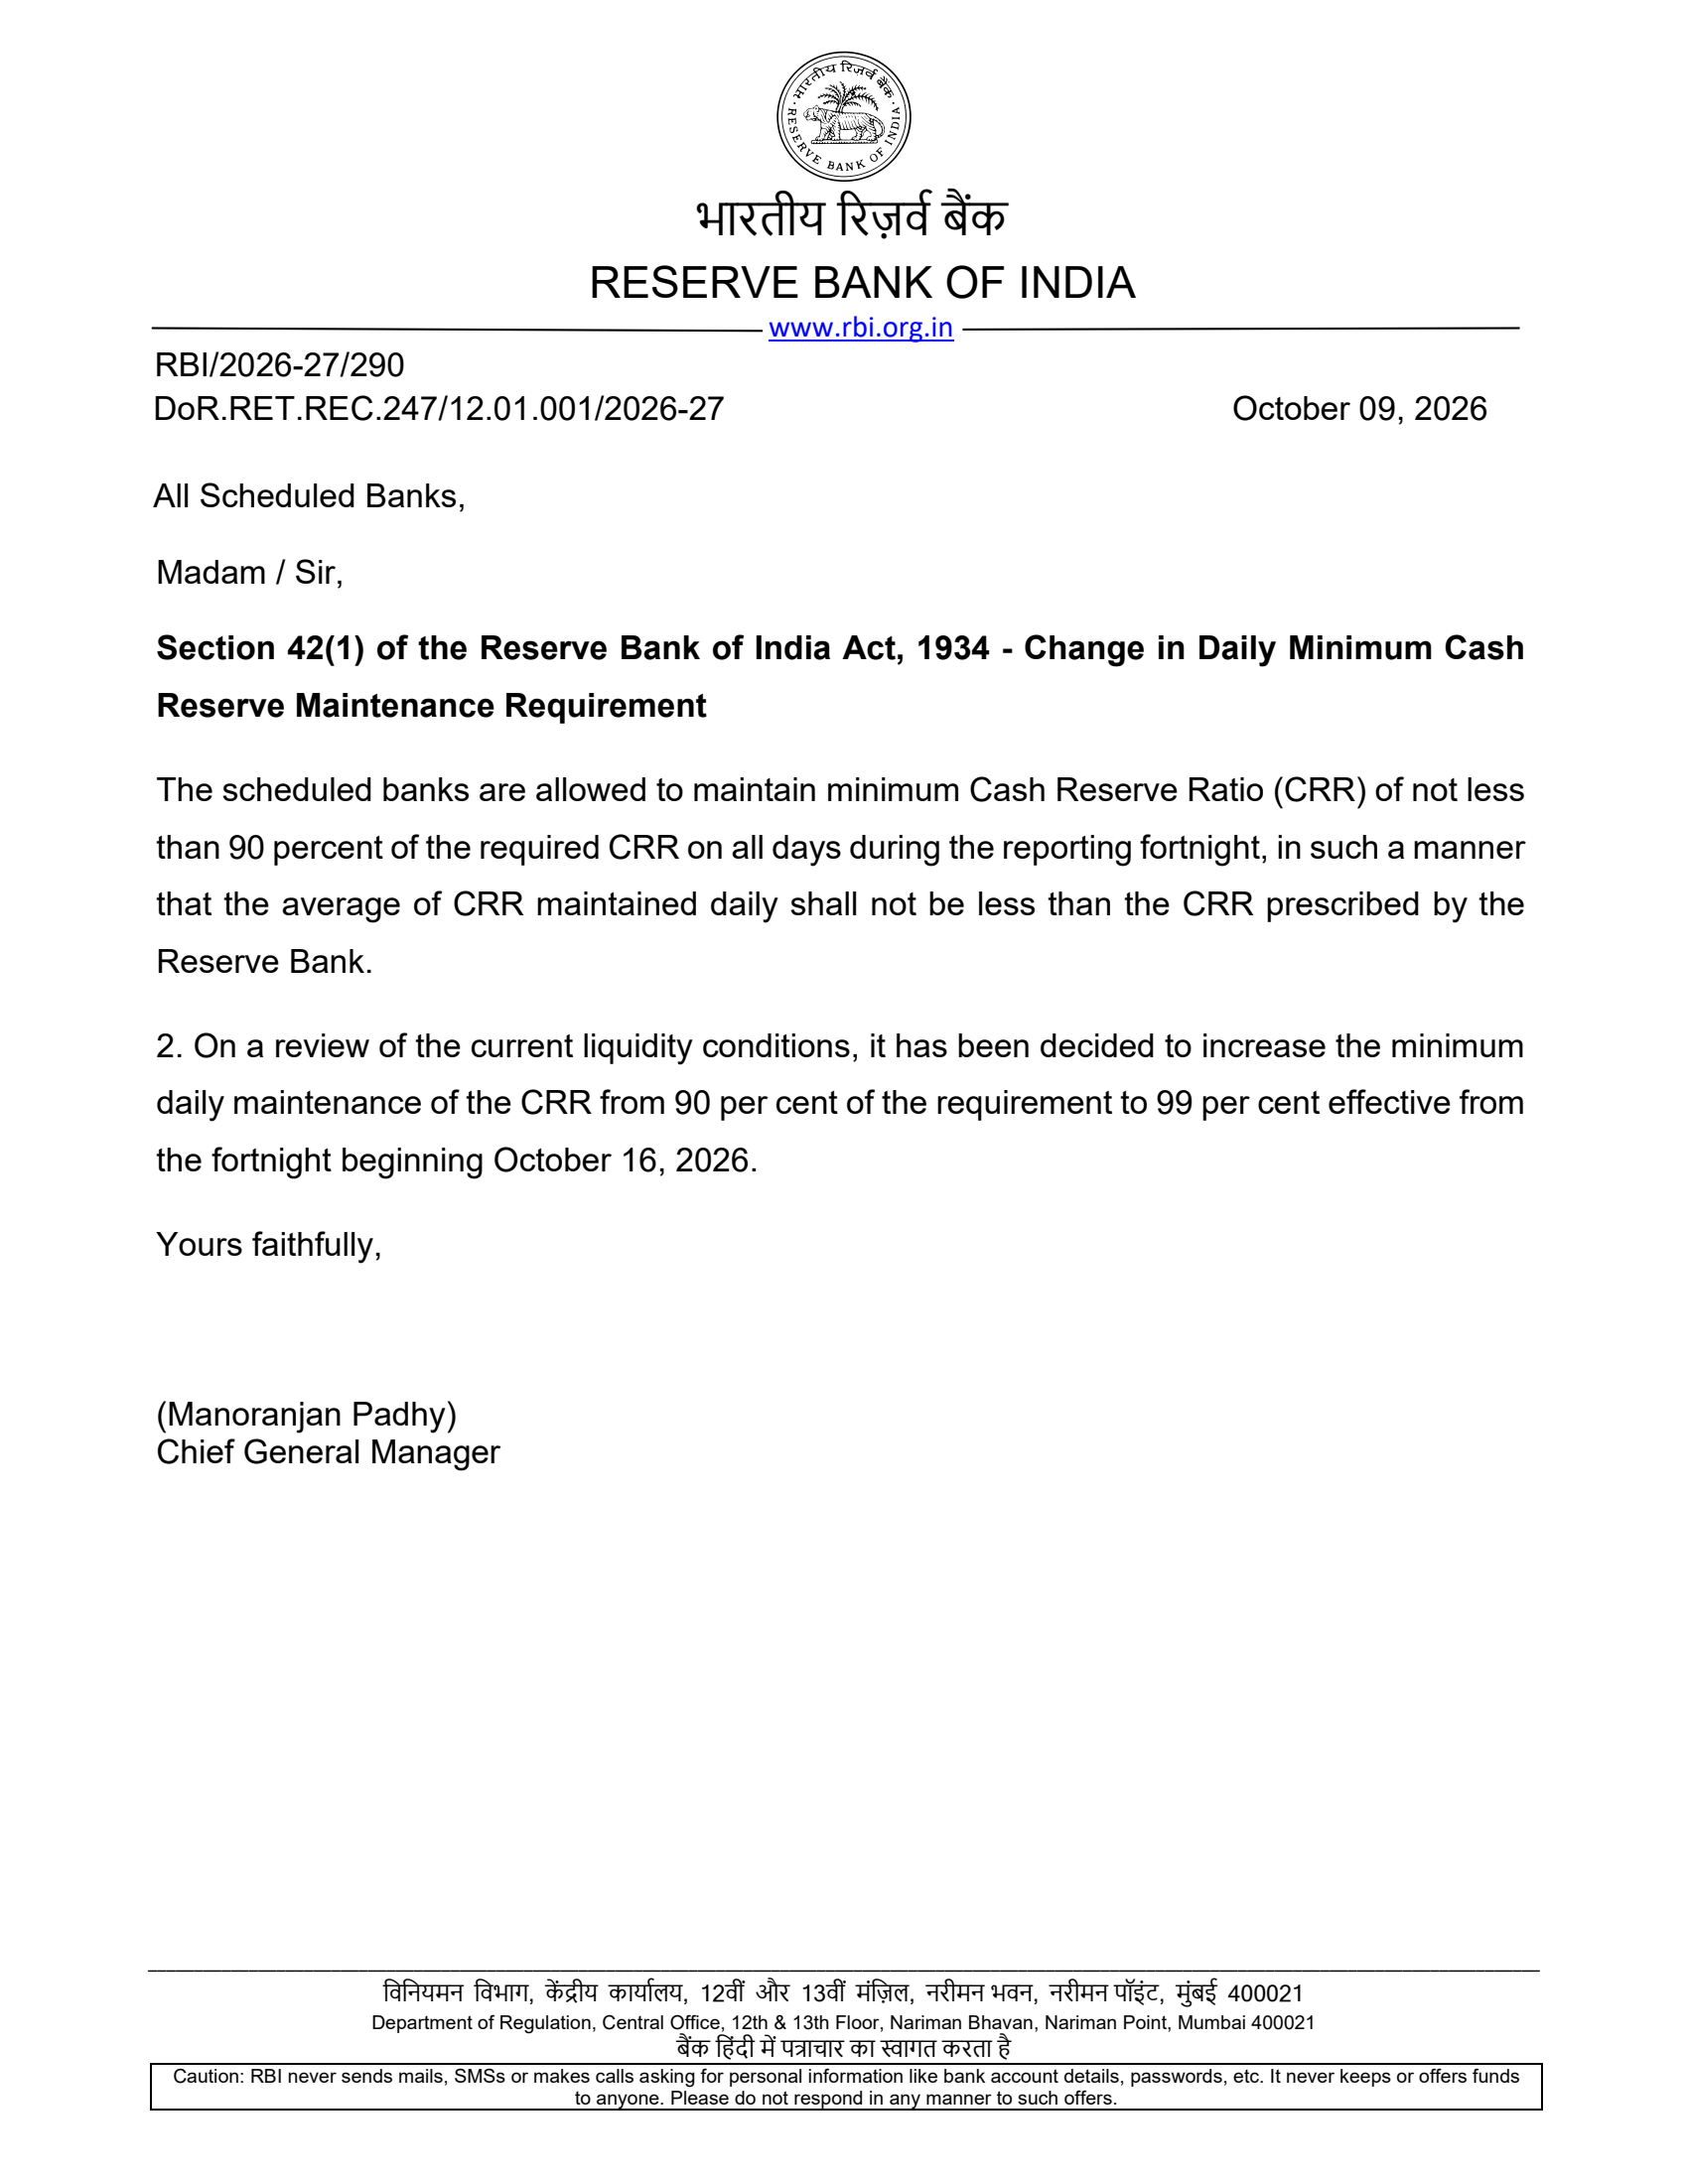 · भारतीय रिज़र्व बैंक ·
RESERVE BANK OF INDIA
भारतीय रिज़र्व बैंक
RESERVE BANK OF INDIA
www.rbi.org.in
RBI/2026-27/290
DoR.RET.REC.247/12.01.001/2026-27 October 09, 2026
All Scheduled Banks,
Madam / Sir,
Section 42(1) of the Reserve Bank of India Act, 1934 - Change in Daily Minimum Cash
Reserve Maintenance Requirement
The scheduled banks are allowed to maintain minimum Cash Reserve Ratio (CRR) of not less
than 90 percent of the required CRR on all days during the reporting fortnight, in such a manner
that the average of CRR maintained daily shall not be less than the CRR prescribed by the
Reserve Bank.
2. On a review of the current liquidity conditions, it has been decided to increase the minimum
daily maintenance of the CRR from 90 per cent of the requirement to 99 per cent effective from
the fortnight beginning October 16, 2026.
Yours faithfully,
(Manoranjan Padhy)
Chief General Manager
विनियमन विभाग, केंद्रीय कार्यालय, 12वीं और 13वीं मंज़िल, नरीमन भवन, नरीमन पॉइंट, मुंबई 400021
Department of Regulation, Central Office, 12th & 13th Floor, Nariman Bhavan, Nariman Point, Mumbai 400021
बैंक हिंदी में पत्राचार का स्वागत करता है
Caution: RBI never sends mails, SMSs or makes calls asking for personal information like bank account details, passwords, etc. It never keeps or offers funds
to anyone. Please do not respond in any manner to such offers.